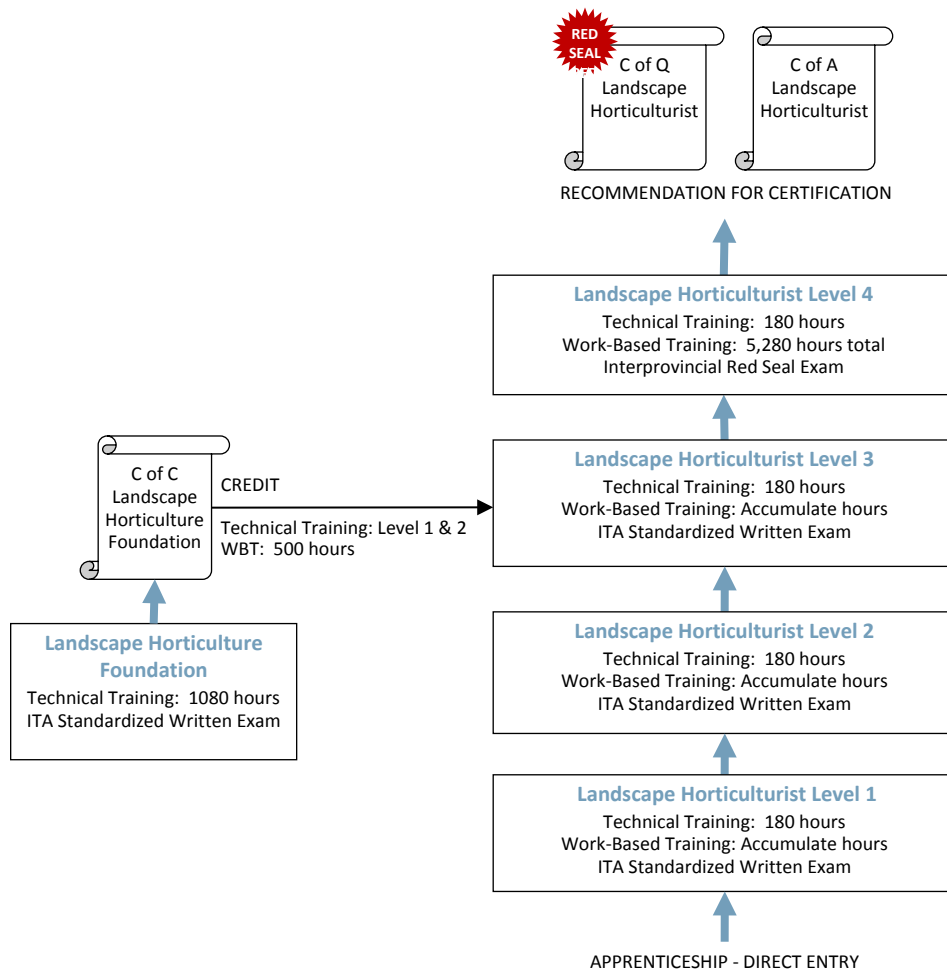 RED
SEAL
C of Q
Landscape
Horticulturist
C of A
Landscape
Horticulturist
RECOMMENDATION FOR CERTIFICATION
Landscape Horticulturist Level 4
Technical Training: 180 hours
Work-Based Training: 5,280 hours total
Interprovincial Red Seal Exam
C of C
Landscape
Horticulture
Foundation
CREDIT
Technical Training: Level 1 & 2
WBT: 500 hours
Landscape Horticulturist Level 3
Technical Training: 180 hours
Work-Based Training: Accumulate hours
ITA Standardized Written Exam
Landscape Horticulture
Foundation
Technical Training: 1080 hours
ITA Standardized Written Exam
Landscape Horticulturist Level 2
Technical Training: 180 hours
Work-Based Training: Accumulate hours
ITA Standardized Written Exam
Landscape Horticulturist Level 1
Technical Training: 180 hours
Work-Based Training: Accumulate hours
ITA Standardized Written Exam
APPRENTICESHIP - DIRECT ENTRY